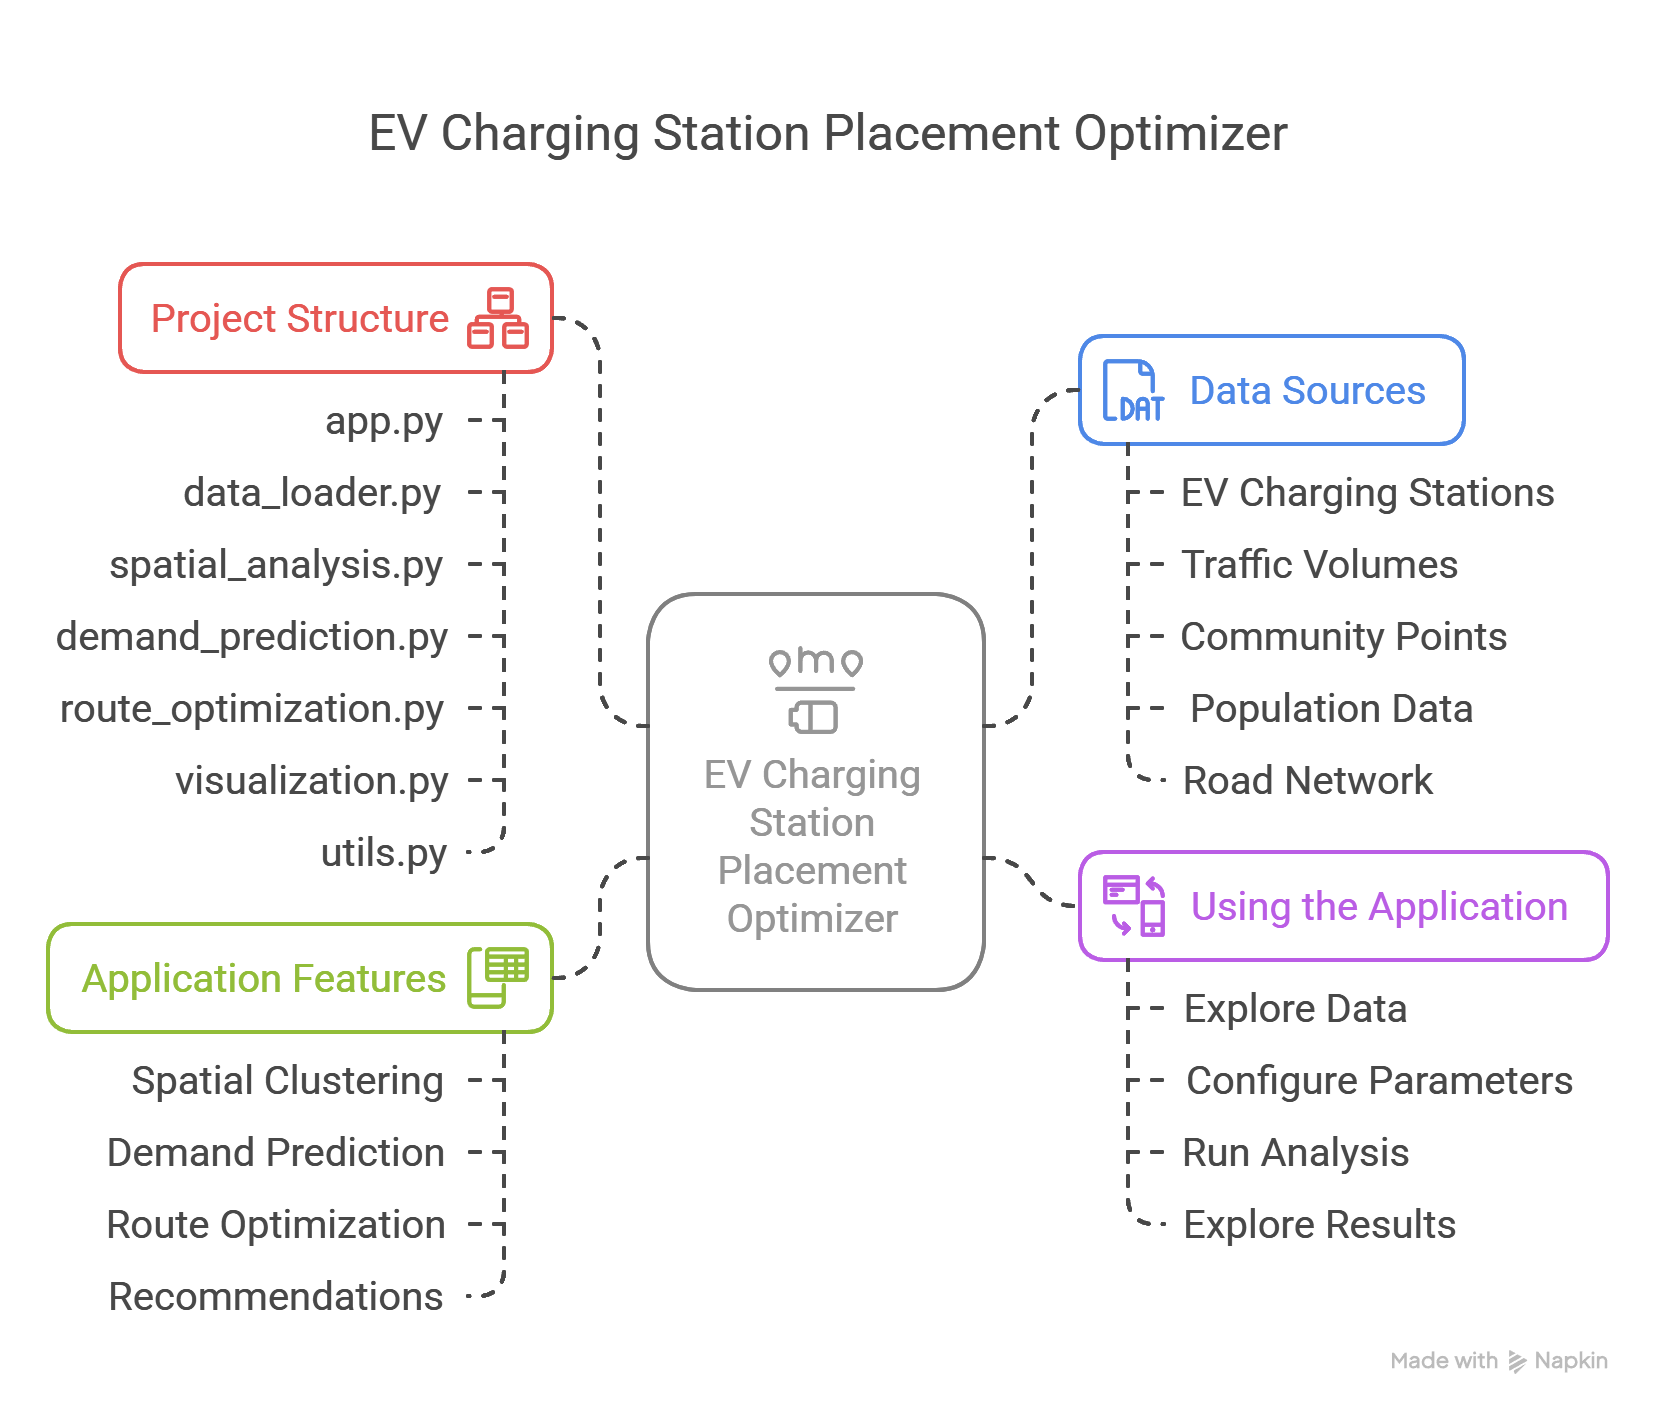 EV Charging Station Placement Optimizer
Project Structure
app.py
data_loader.py
spatial_analysis.py
demand_prediction.py
route_optimization.py
visualization.py
utils.py
Application Features
Spatial Clustering
Demand Prediction
Route Optimization
Recommendations
EV Charging
Station
Placement
Optimizer
DAT
Data Sources
EV Charging Stations
Traffic Volumes
Community Points
Population Data
Road Network
Using the Application
Explore Data
Configure Parameters
Run Analysis
Explore Results
Made with Napkin